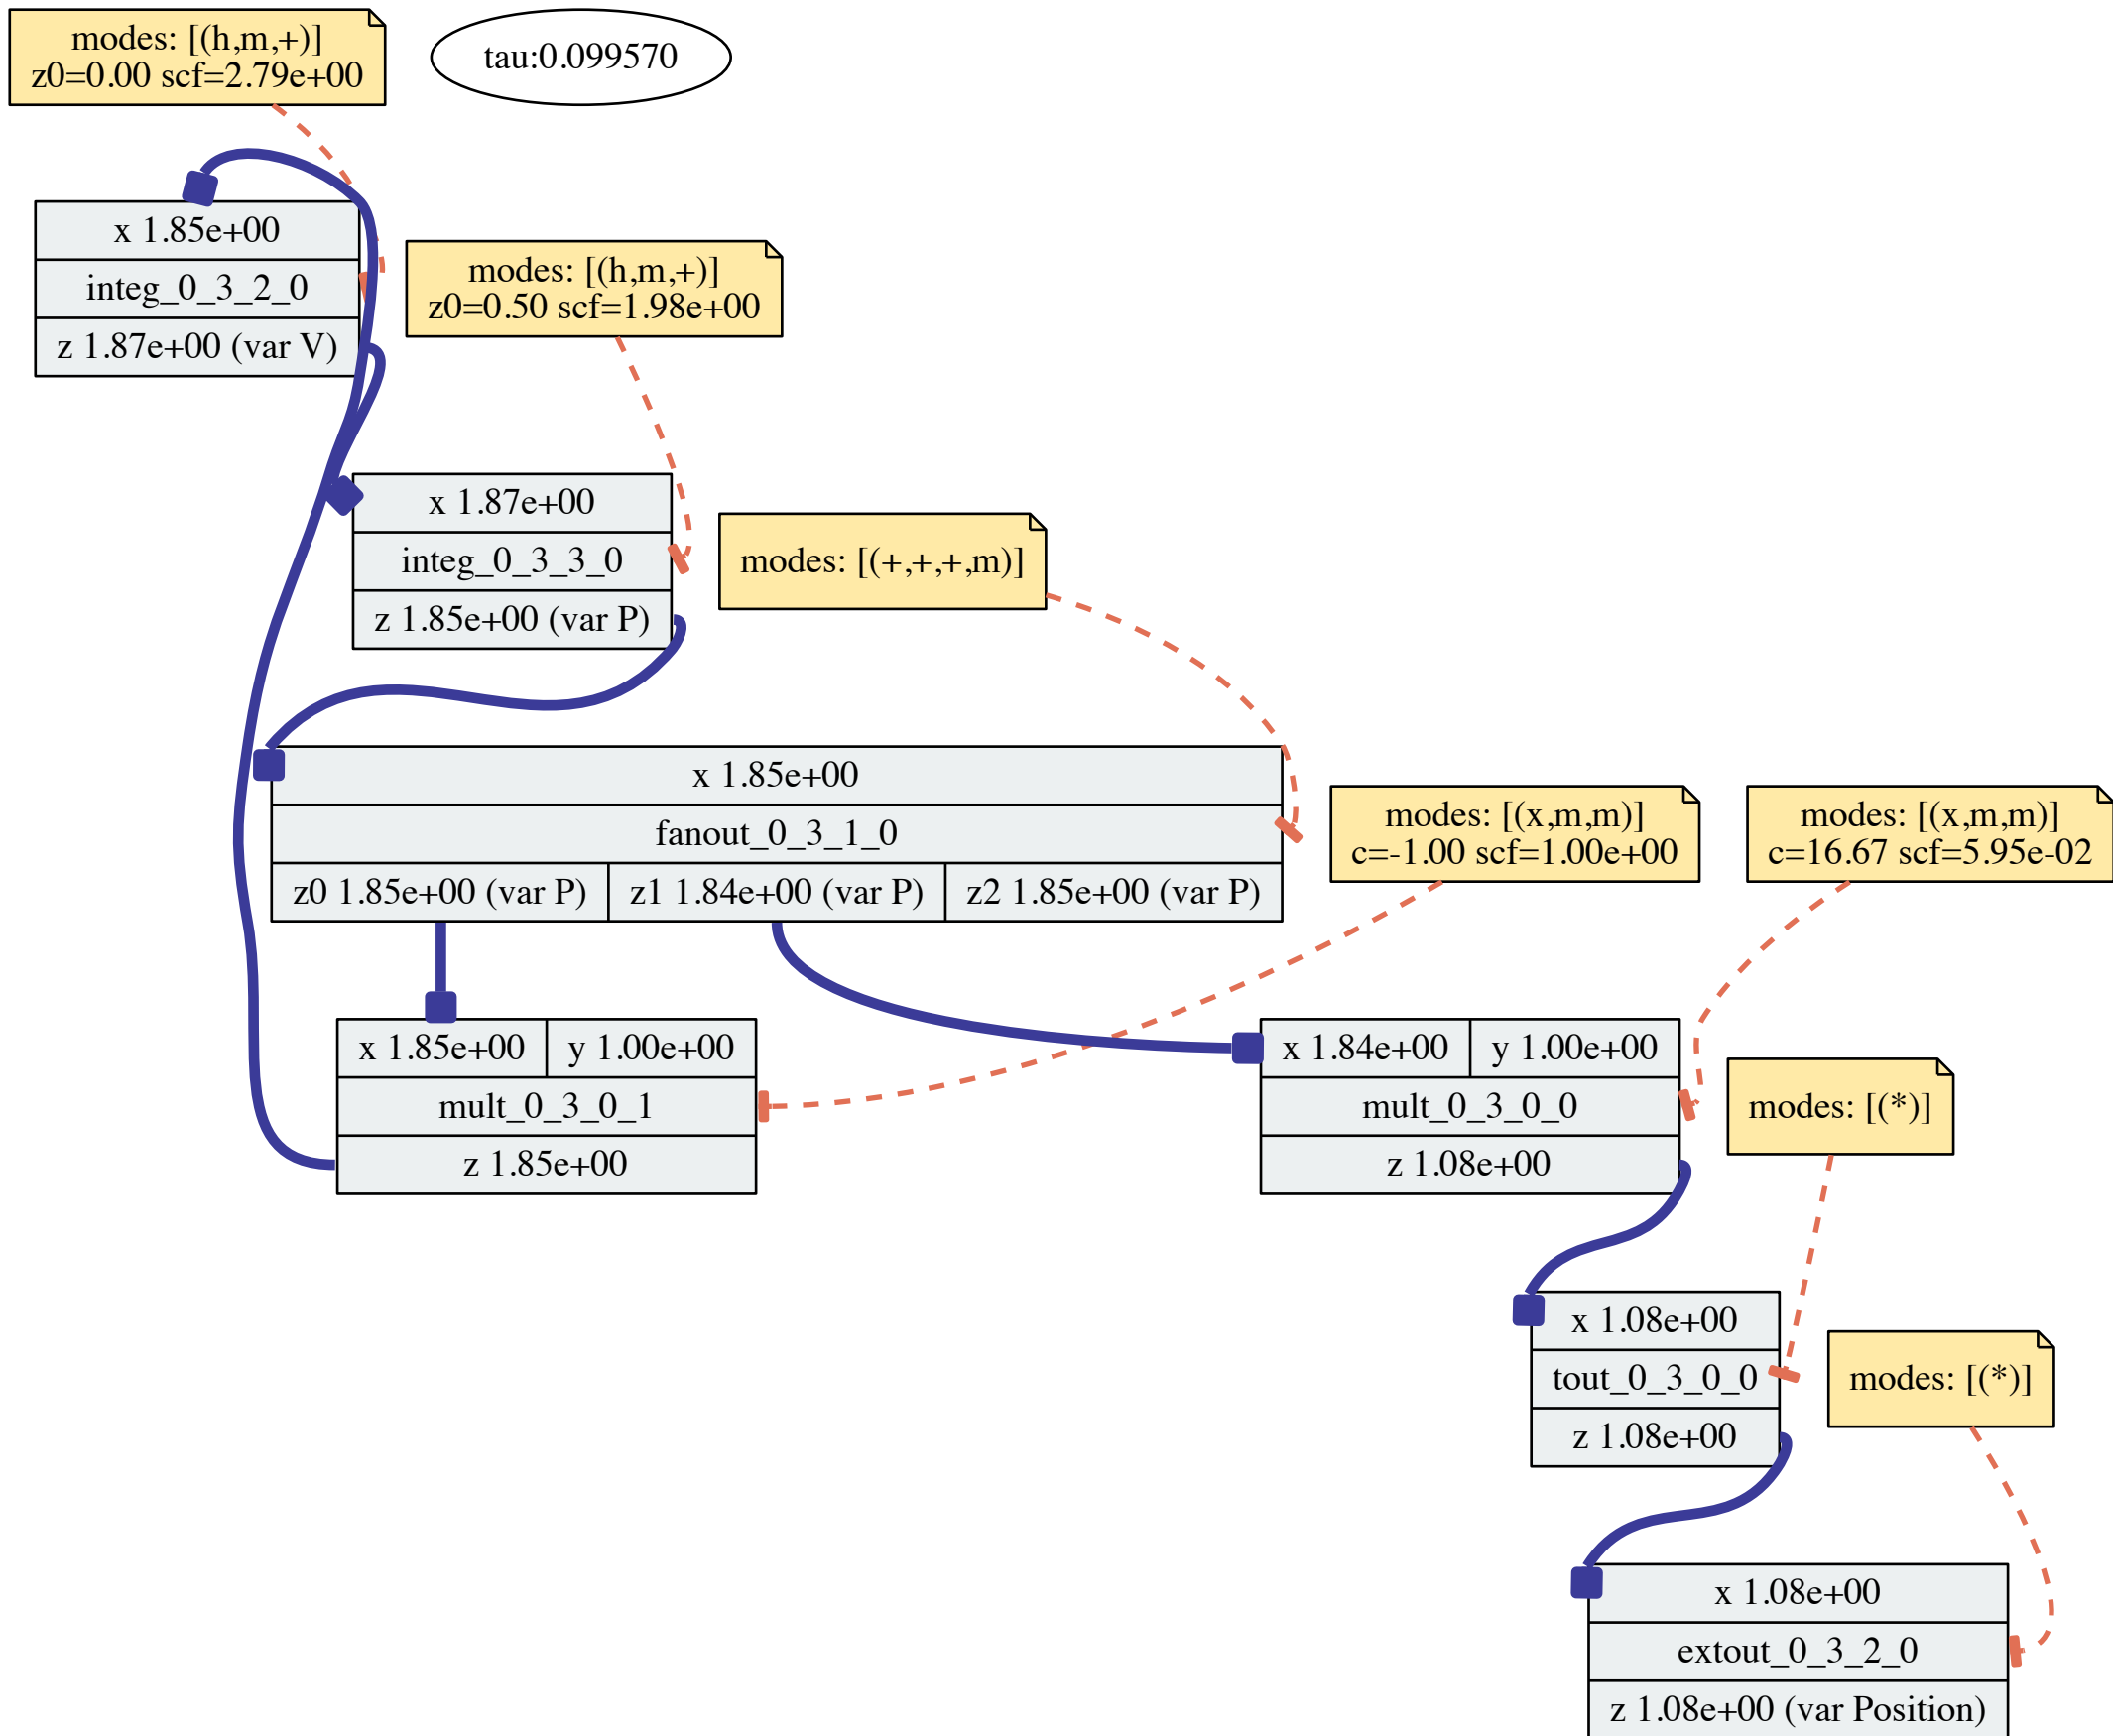 modes: [(h,m,+)]
z0=0.00 scf=2.79e+00
tau:0.099570
x 1.85e+00
integ_0_3_2_0
z 1.87e+00 (var V)
modes: [(h,m,+)]
z0=0.50 scf=1.98e+00
x 1.87e+00
integ_0_3_3_0
z 1.85e+00 (var P)
modes: [(+,+,+,m)]
x 1.85e+00
fanout_0_3_1_0
z0 1.85e+00 (var P)
z1 1.84e+00 (var P)
z2 1.85e+00 (var P)
modes: [(x,m,m)]
c=-1.00 scf=1.00e+00
modes: [(x,m,m)]
c=16.67 scf=5.95e-02
x 1.85e+00
y 1.00e+00
mult_0_3_0_1
z 1.85e+00
x 1.84e+00
y 1.00e+00
mult_0_3_0_0
z 1.08e+00
modes: [(*)]
x 1.08e+00
tout_0_3_0_0
z 1.08e+00
modes: [(*)]
x 1.08e+00
extout_0_3_2_0
z 1.08e+00 (var Position)